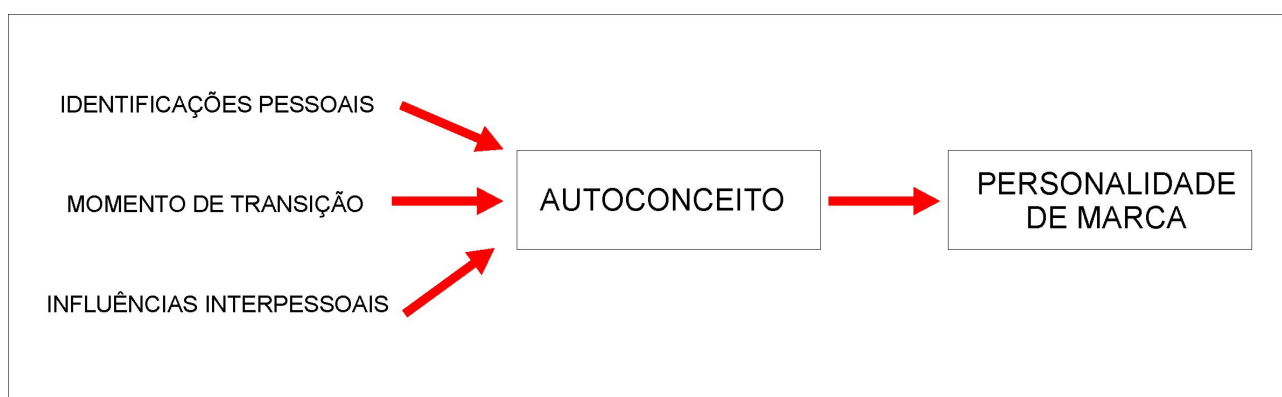 IDENTIFICAÇÕES PESSOAIS
MOMENTO DE TRANSIÇÃO
INFLUÊNCIAS INTERPESSOAIS
AUTOCONCEITO
PERSONALIDADE
DE MARCA